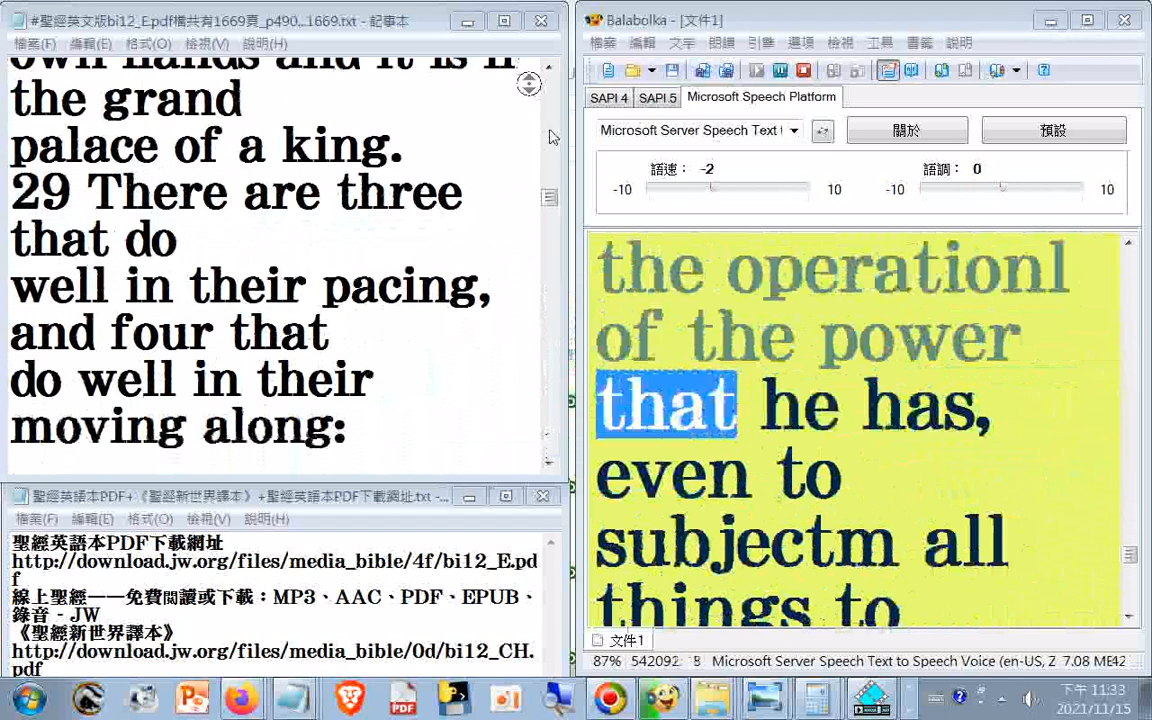 #聖經英文版bi12_E.pdf檔共有1669頁_p490,..1669.txt - 記事本
檔案(F) 編輯(E) 格式(O) 檢視(V) 說明(H)
own hands and it is in
the grand
palace of a king.
29 There are three
that do
well in their pacing,
and four that
do well in their
moving along:
聖經英語本PDF+《聖經新世界譯本》+聖經英語本PDF下載網址.txt -...
檔案(F) 編輯(E) 格式(O) 檢視(V) 說明(H)
聖經英語本PDF下載網址
http://download.jw.org/files/media_bible/4f/bi12_E.pd
f
線上聖經——免費閱讀或下載：MP3、AAC、PDF、EPUB、
錄音 - JW
《聖經新世界譯本》
http://download.jw.org/files/media_bible/0d/bi12_CH.
pdf
Balabolka - [文件1]
檔案 編輯 文字 朗讀 引擎 選項 檢視 工具 書籤 說明
SAPI 4 SAPI 5 Microsoft Speech Platform
Microsoft Server Speech Text 關於 預設
語速： -2 語調： 0
-10 10 -10 10
the operationl
of the power
that he has,
even to
subjectm all
things to
文件1
87% 542092: 8 Microsoft Server Speech Text to Speech Voice (en-US, Z 7.08 ME42
下午 11:33
2021/11/15